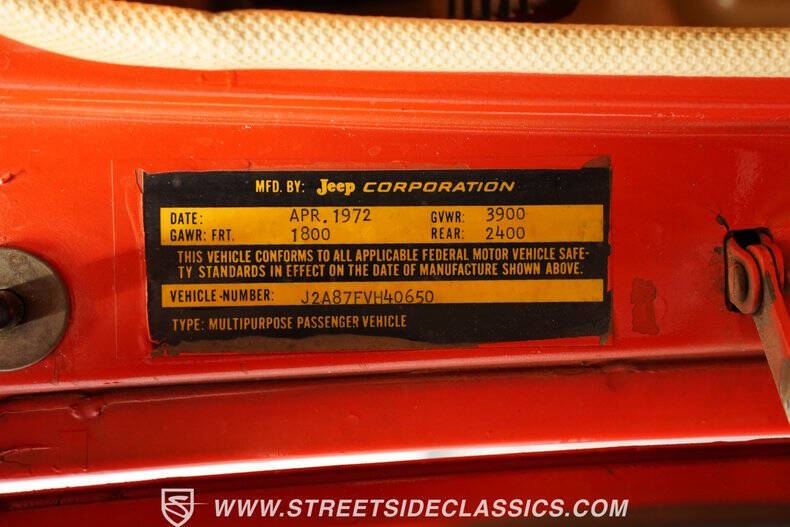 MFD. BY: Jeep CORPORATION
DATE: APR. 1972 GVWR: 3900
GAWR: FRT. 1800 REAR: 2400
THIS VEHICLE CONFORMS TO ALL APPLICABLE FEDERAL MOTOR VEHICLE SAFE-
TY STANDARDS IN EFFECT ON THE DATE OF MANUFACTURE SHOWN ABOVE.
VEHICLE-NUMBER: J2A87FVH40650
TYPE: MULTIPURPOSE PASSENGER VEHICLE
WWW.STREETSIDECLASSICS.COM